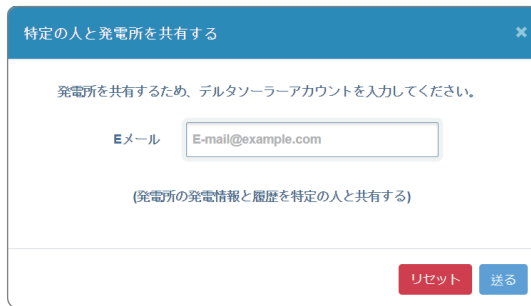 特定の人と発電所を共有する ×
発電所を共有するため、デルタソーラーアカウントを入力してください。
Eメール E-mail@example.com
(発電所の発電情報と履歴を特定の人と共有する)
リセット 送る